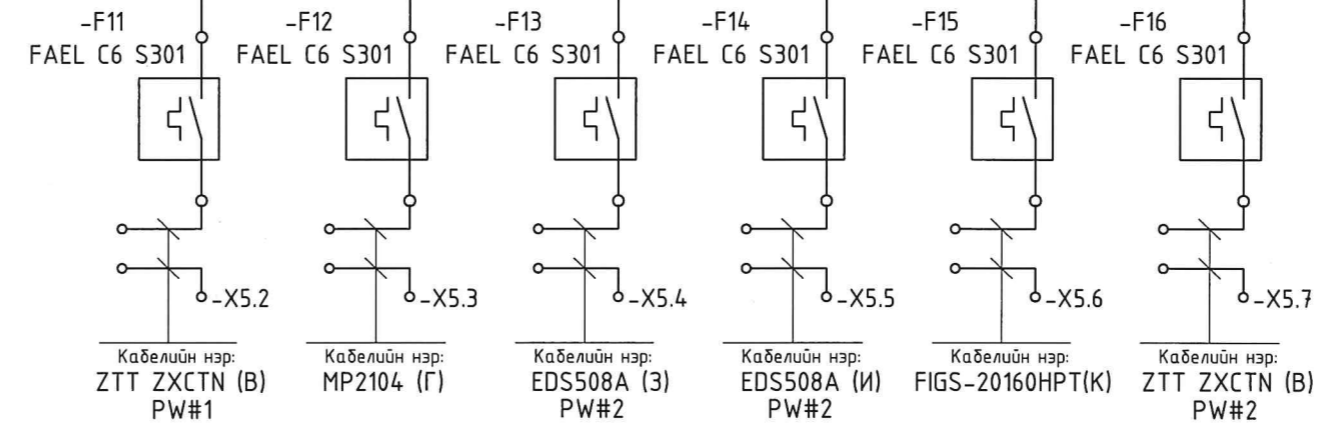 -F11 -F12 -F13 -F14 -F15 -F16
FAEL C6 S301 FAEL C6 S301 FAEL C6 S301 FAEL C6 S301 FAEL C6 S301 FAEL C6 S301
-X5.2 -X5.3 -X5.4 -X5.5 -X5.6 -X5.7
Кабелийн нэр: Кабелийн нэр: Кабелийн нэр: Кабелийн нэр: Кабелийн нэр: Кабелийн нэр:
ZTT ZXCTN (В) MP2104 (Г) EDS508A (З) EDS508A (И) FIGS-20160HPT(К) ZTT ZXCTN (В)
PW#1 PW#2 PW#2 PW#2